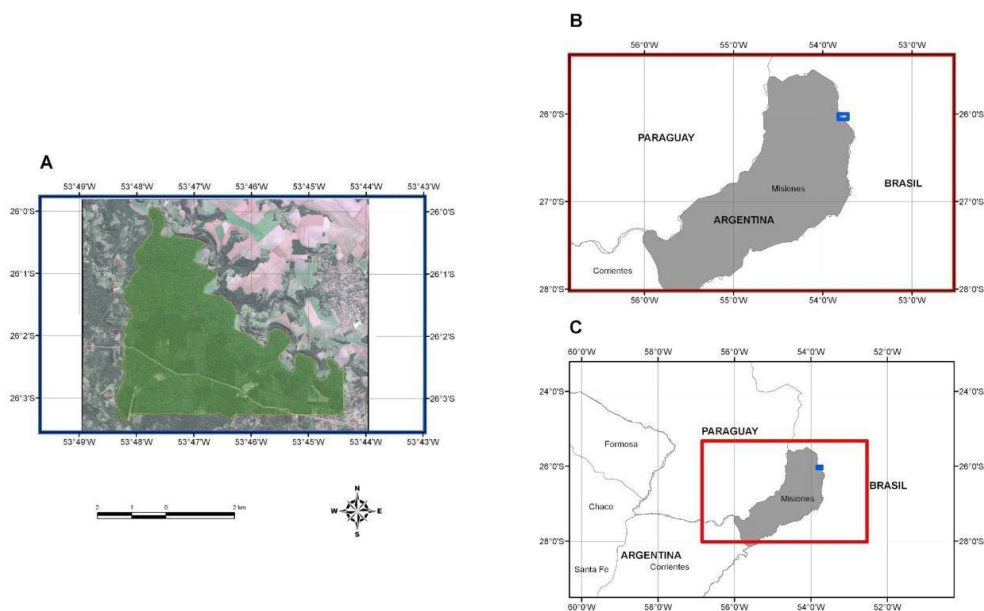 A
53°49'W 53°48'W 53°47'W 53°46'W 53°45'W 53°44'W 53°43'W
26°0'S 26°0'S
26°1'S 26°1'S
26°2'S 26°2'S
26°3'S 26°3'S
53°49'W 53°48'W 53°47'W 53°46'W 53°45'W 53°44'W 53°43'W
2 1 0 2 km
N
W E
S
B
56°0'W 55°0'W 54°0'W 53°0'W
26°0'S 26°0'S
PARAGUAY
BRASIL
Misiones
27°0'S 27°0'S
ARGENTINA
Corrientes
28°0'S 28°0'S
56°0'W 55°0'W 54°0'W 53°0'W
C
60°0'W 58°0'W 56°0'W 54°0'W 52°0'W
24°0'S 24°0'S
PARAGUAY
Formosa
26°0'S 26°0'S
BRASIL
Misiones
Chaco
28°0'S 28°0'S
ARGENTINA
Santa Fe Corrientes
60°0'W 58°0'W 56°0'W 54°0'W 52°0'W